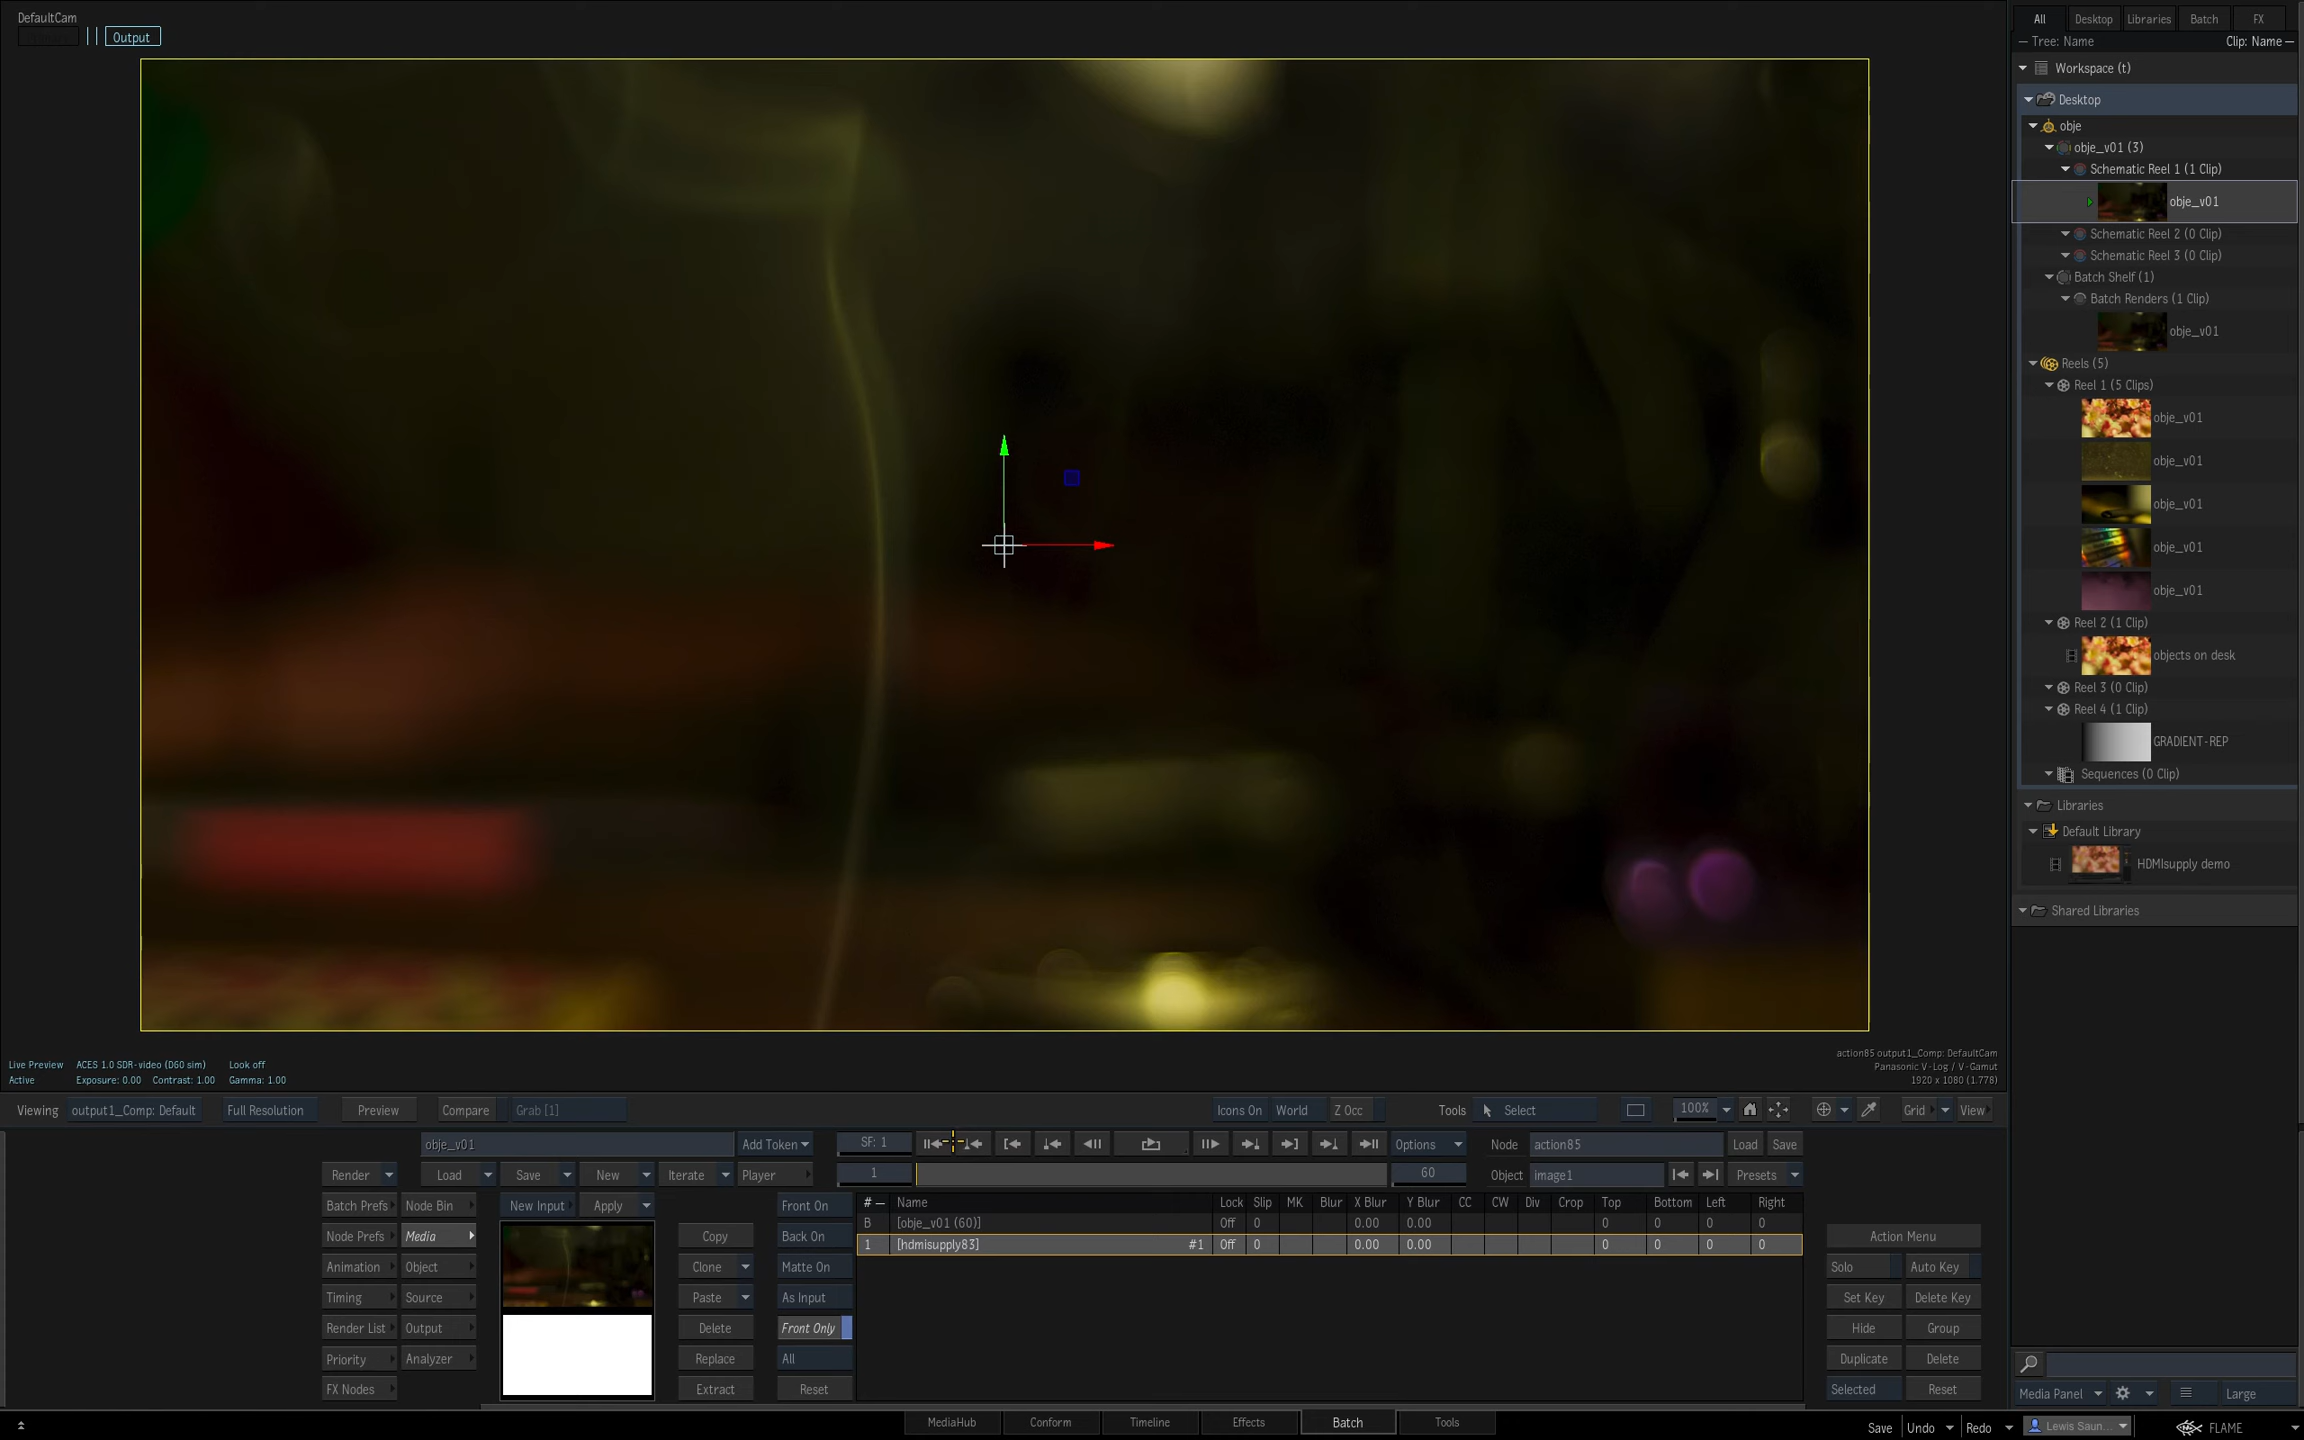 DefaultCam
Output
All Desktop Libraries Batch FX
Tree: Name Clip: Name
Workspace (t)
Desktop
obje
obje_v01 (3)
Schematic Reel 1 (1 Clip)
obje_v01
Schematic Reel 2 (0 Clip)
Schematic Reel 3 (0 Clip)
Batch Shelf (1)
Batch Renders (1 Clip)
obje_v01
Reels (5)
Reel 1 (5 Clips)
obje_v01
obje_v01
obje_v01
obje_v01
obje_v01
Reel 2 (1 Clip)
objects on desk
Reel 3 (0 Clip)
Reel 4 (1 Clip)
GRADIENT-REP
Sequences (0 Clip)
Libraries
Default Library
HDMIsupply demo
Shared Libraries
Live Preview ACES 1.0 SDR-video (D60 sim) Look off
Active Exposure: 0.00 Contrast: 1.00 Gamma: 1.00
action85 output1_Comp: DefaultCam
Panasonic V-Log / V-Gamut
1920 x 1080 (1.778)
Viewing output1_Comp: Default Full Resolution Preview Compare Grab [1] Icons On World Z Occ Tools Select 100% Grid View
obje_v01 Add Token SF: 1 Options Node action85 Load Save
Render Load Save New Iterate Player 1 60 Object image1 Presets
Batch Prefs Node Bin New Input Apply Front On # Name Lock Slip MK Blur X Blur Y Blur CC CW Div Crop Top Bottom Left Right
B [obje_v01 (60)] Off 0 0.00 0.00 0 0 0 0
Node Prefs Media Copy Back On 1 [hdmisupply83] #1 Off 0 0.00 0.00 0 0 0 0 Action Menu
Animation Object Clone Matte On Solo Auto Key
Timing Source Paste As Input Set Key Delete Key
Render List Output Delete Front Only Hide Group
Priority Analyzer Replace All Duplicate Delete
FX Nodes Extract Reset Selected Reset
Media Panel Large
MediaHub Conform Timeline Effects Batch Tools Save Undo Redo Lewis Saun... FLAME